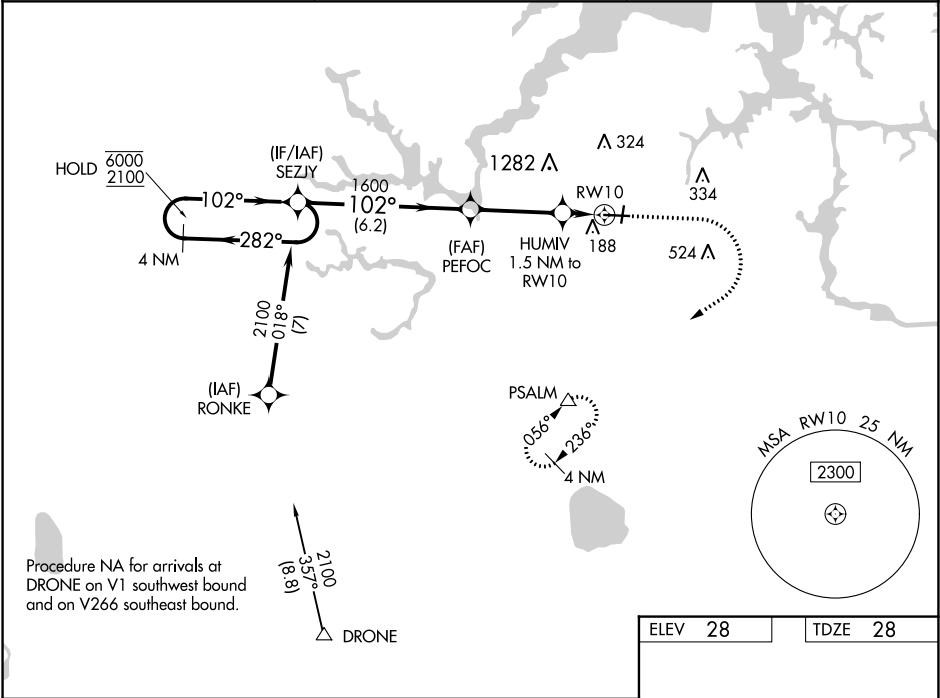 HOLD 6000
2100
102°
282°
4 NM
(IF/IAF)
SEZJY
1600
102°
(6.2)
(FAF)
PEFOC
1282
HUMIV
1.5 NM to
RW10
RW10
188
324
334
524
2100
018°
(7)
(IAF)
RONKE
PSALM
056°
236°
4 NM
MSA RW10 25 NM
2300
2100
357°
(8.8)
DRONE
Procedure NA for arrivals at
DRONE on V1 southwest bound
and on V266 southeast bound.
ELEV 28
TDZE 28